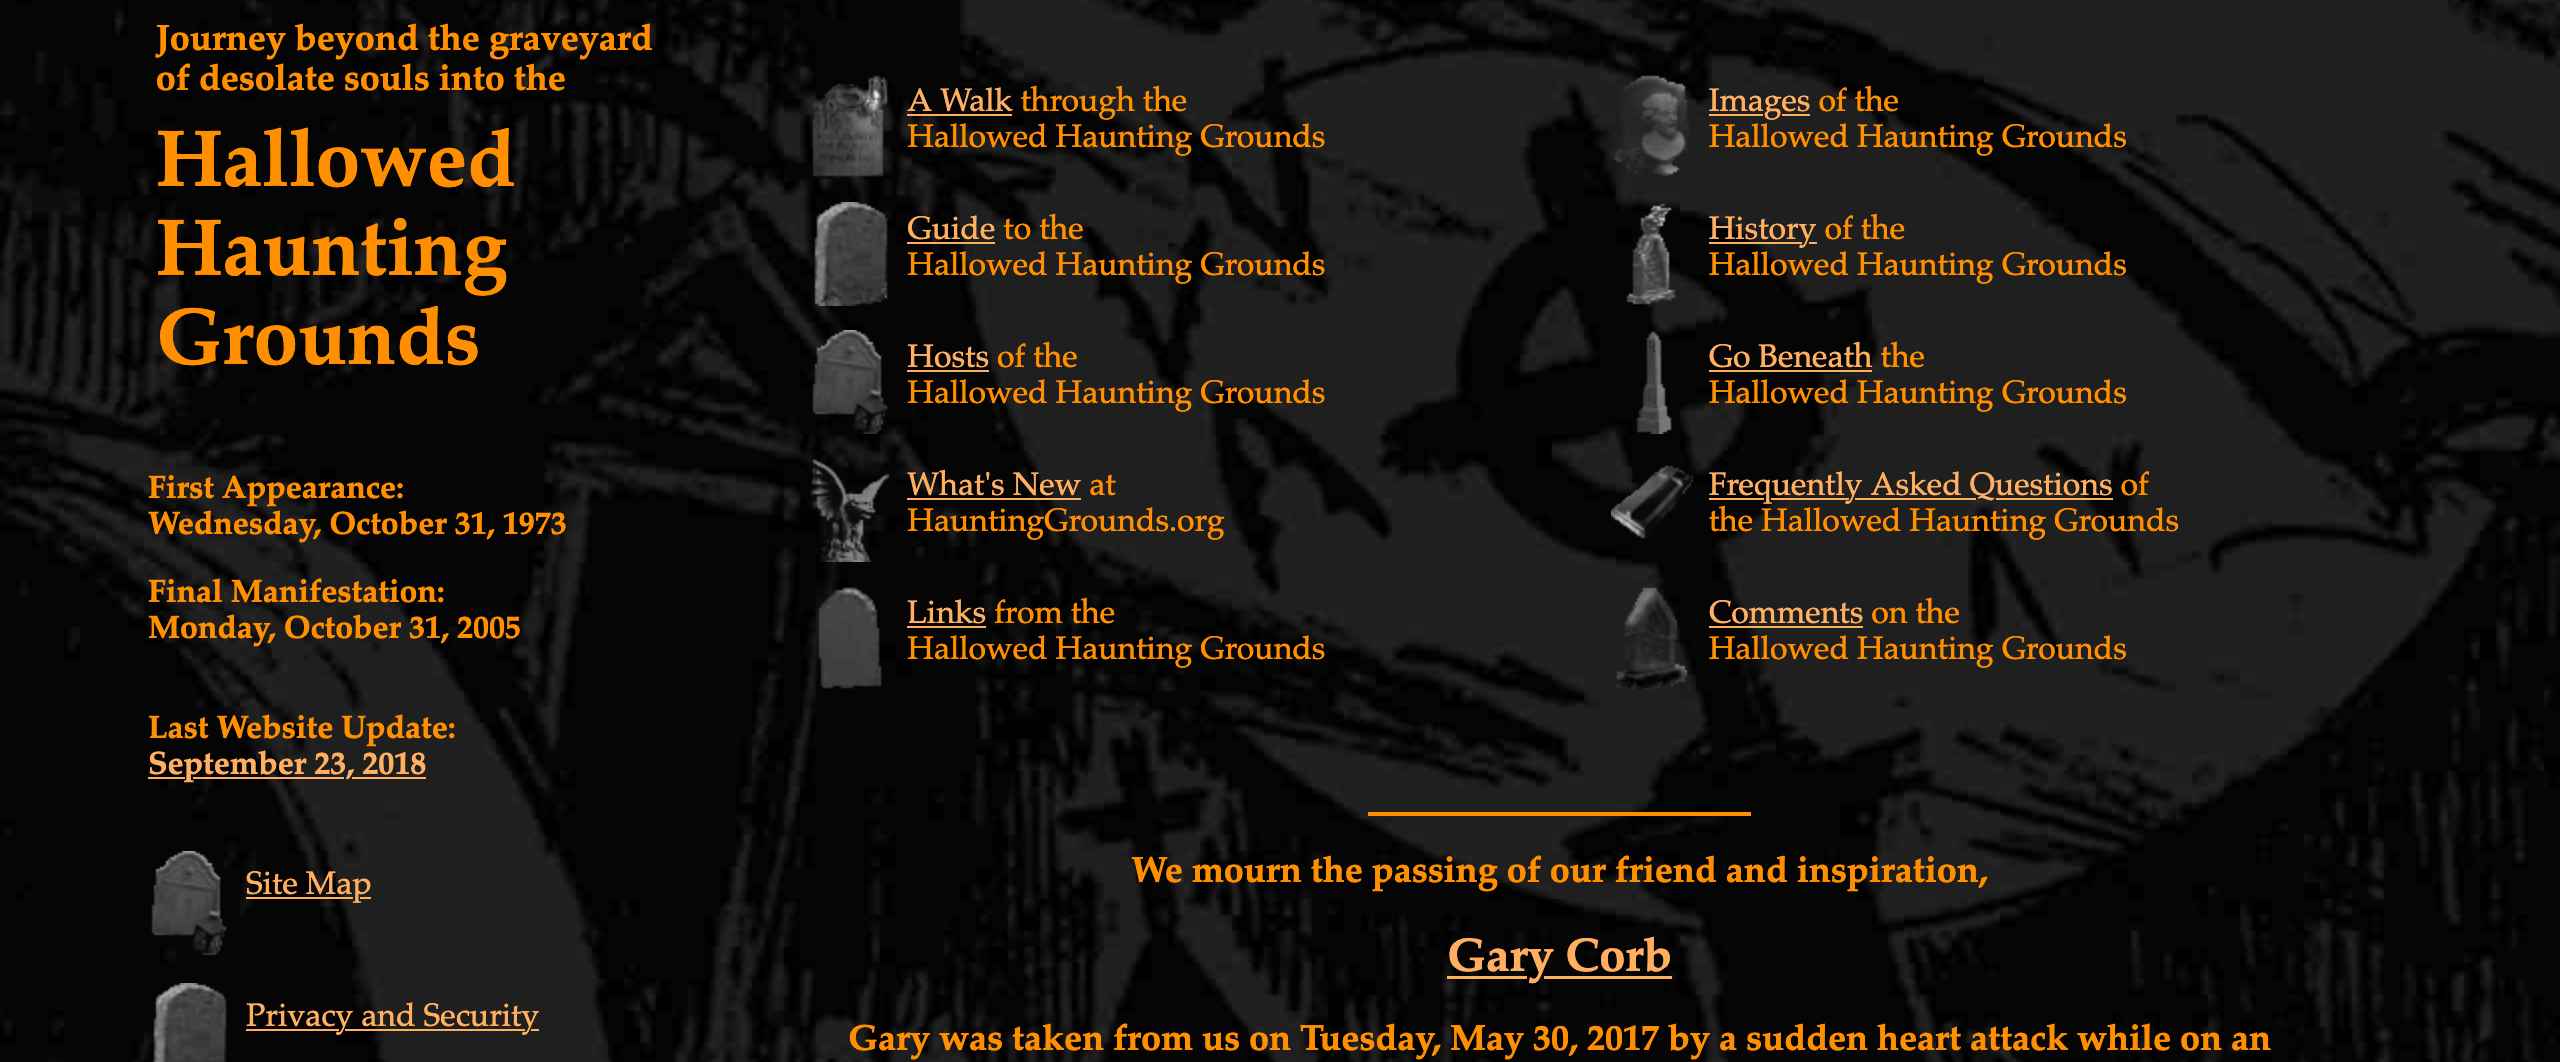 Journey beyond the graveyard
of desolate souls into the
Hallowed
Haunting
Grounds
First Appearance:
Wednesday, October 31, 1973
Final Manifestation:
Monday, October 31, 2005
Last Website Update:
September 23, 2018
Site Map
Privacy and Security
A Walk through the
Hallowed Haunting Grounds
Guide to the
Hallowed Haunting Grounds
Hosts of the
Hallowed Haunting Grounds
What's New at
HauntingGrounds.org
Links from the
Hallowed Haunting Grounds
Images of the
Hallowed Haunting Grounds
History of the
Hallowed Haunting Grounds
Go Beneath the
Hallowed Haunting Grounds
Frequently Asked Questions of
the Hallowed Haunting Grounds
Comments on the
Hallowed Haunting Grounds
We mourn the passing of our friend and inspiration,
Gary Corb
Gary was taken from us on Tuesday, May 30, 2017 by a sudden heart attack while on an